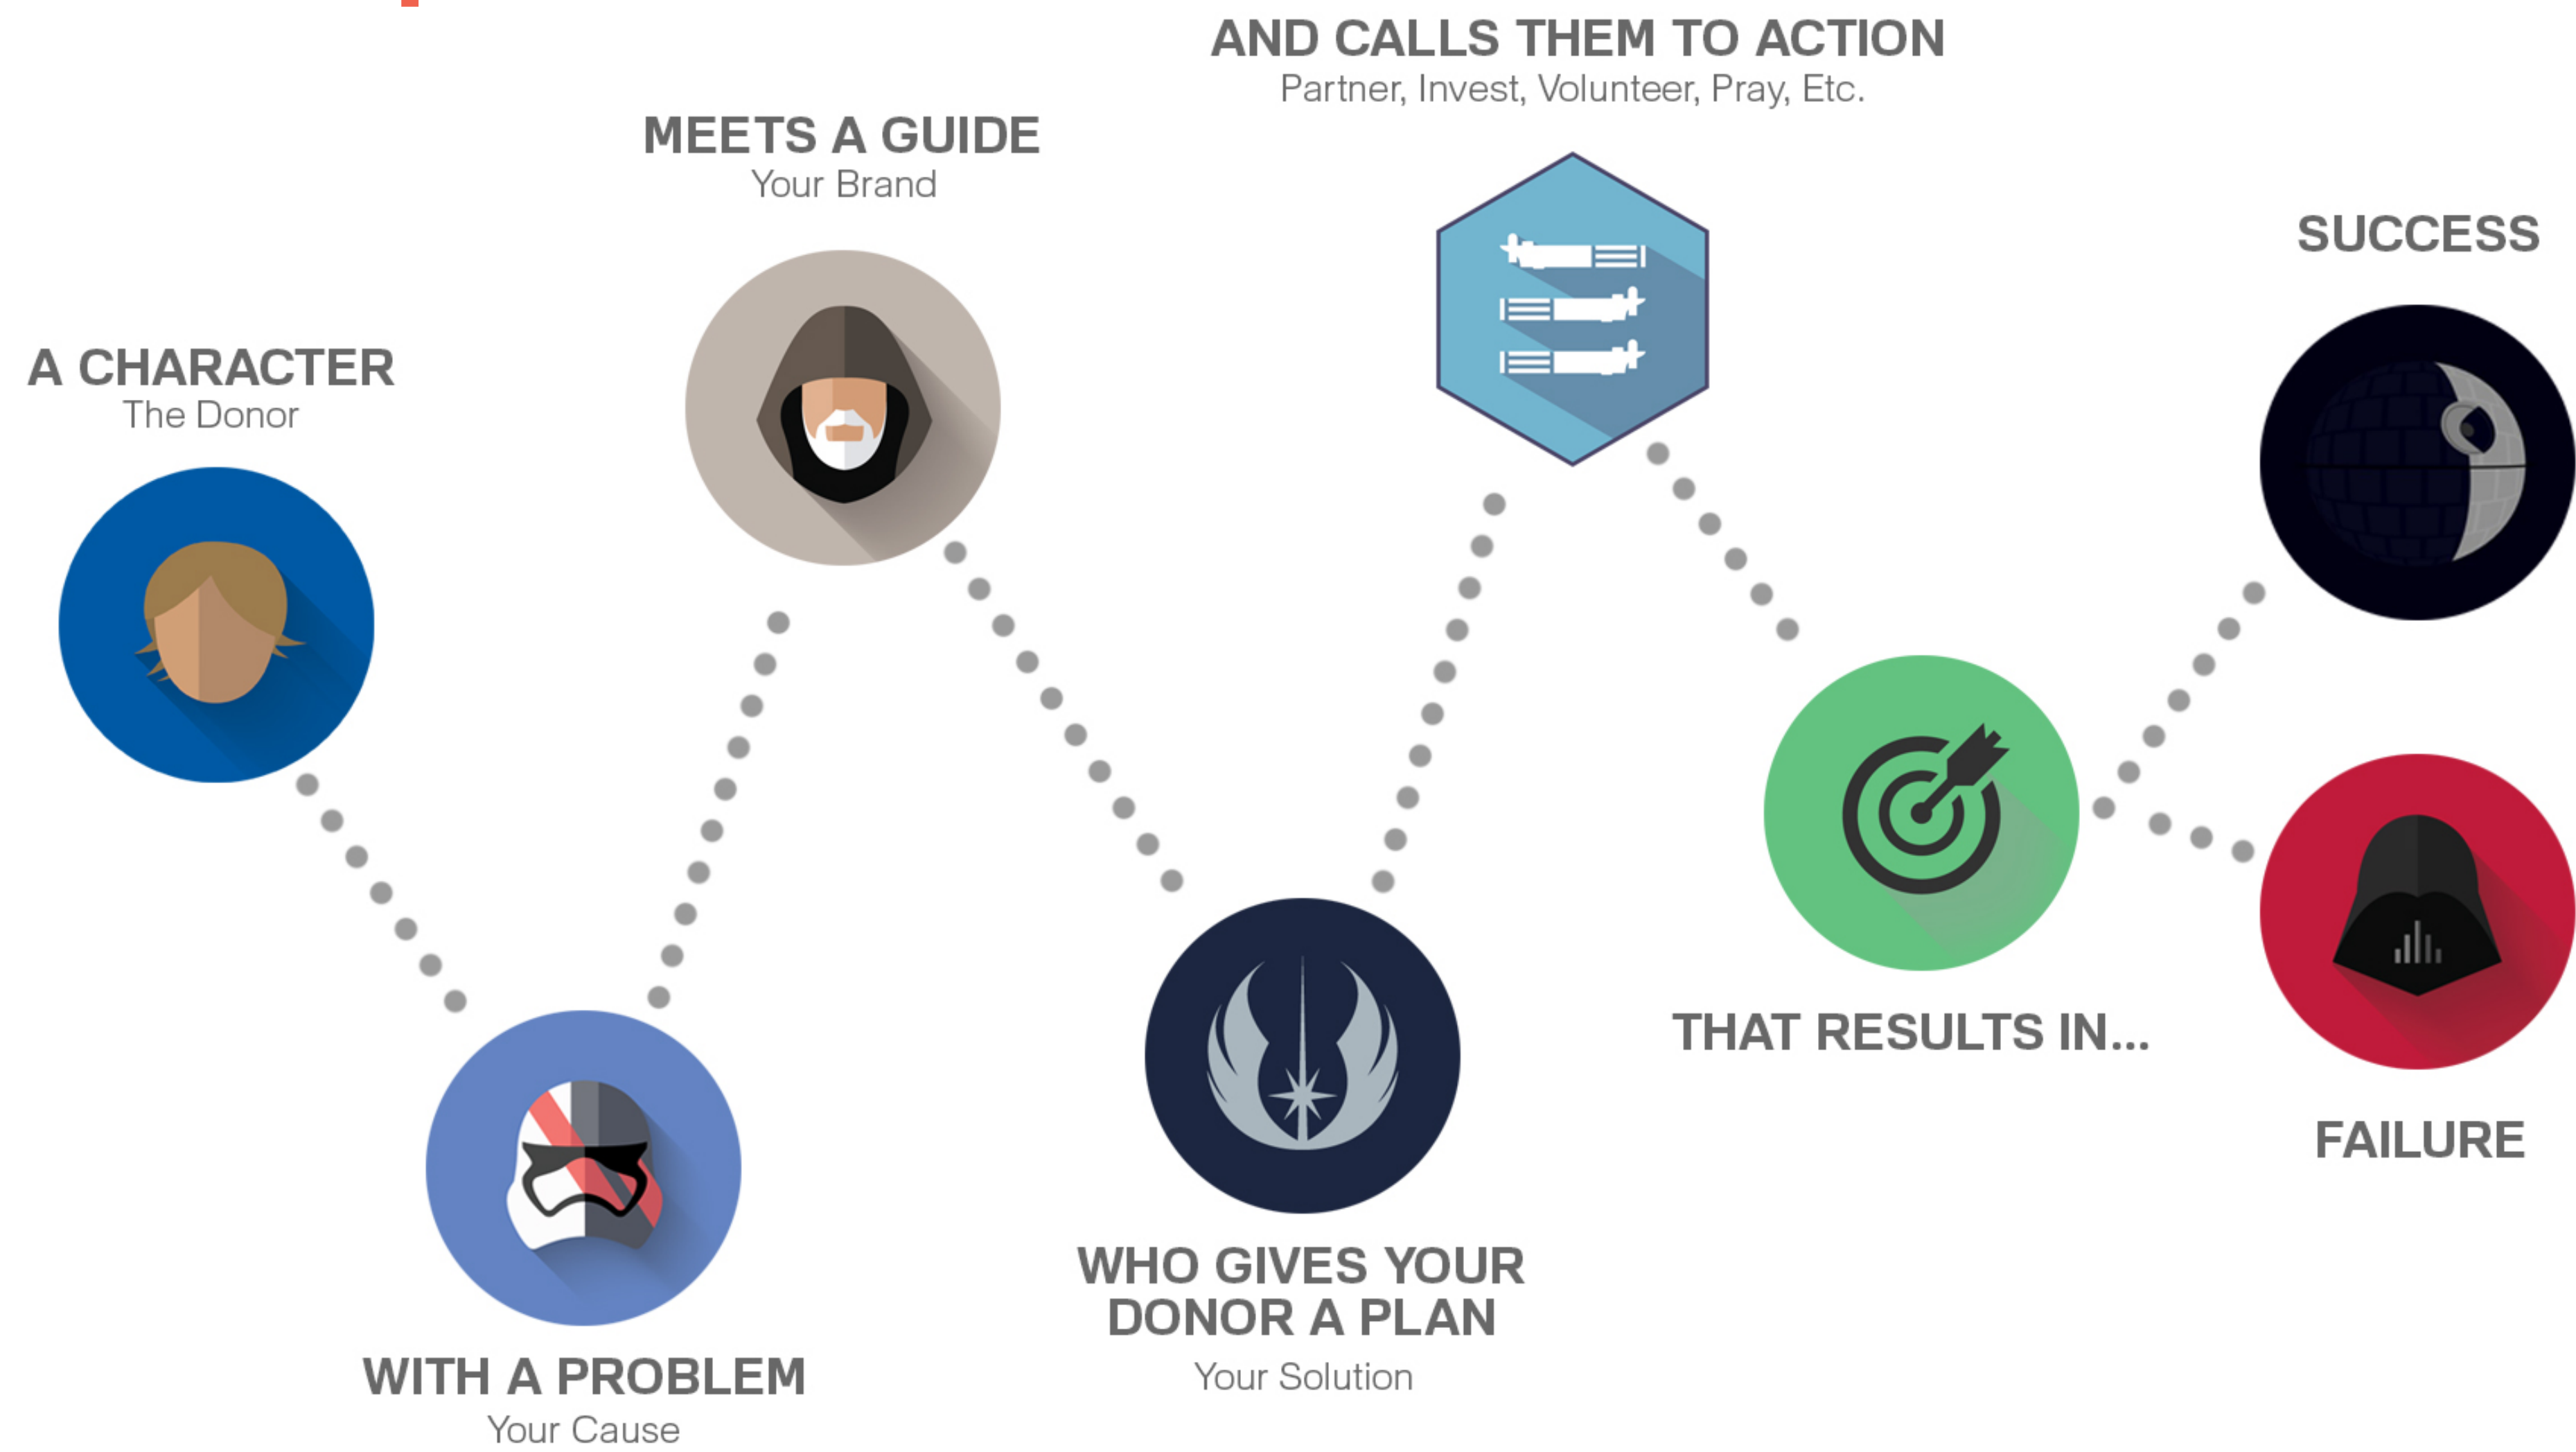 A CHARACTER
The Donor
WITH A PROBLEM
Your Cause
MEETS A GUIDE
Your Brand
WHO GIVES YOUR
DONOR A PLAN
Your Solution
AND CALLS THEM TO ACTION
Partner, Invest, Volunteer, Pray, Etc.
THAT RESULTS IN...
SUCCESS
FAILURE